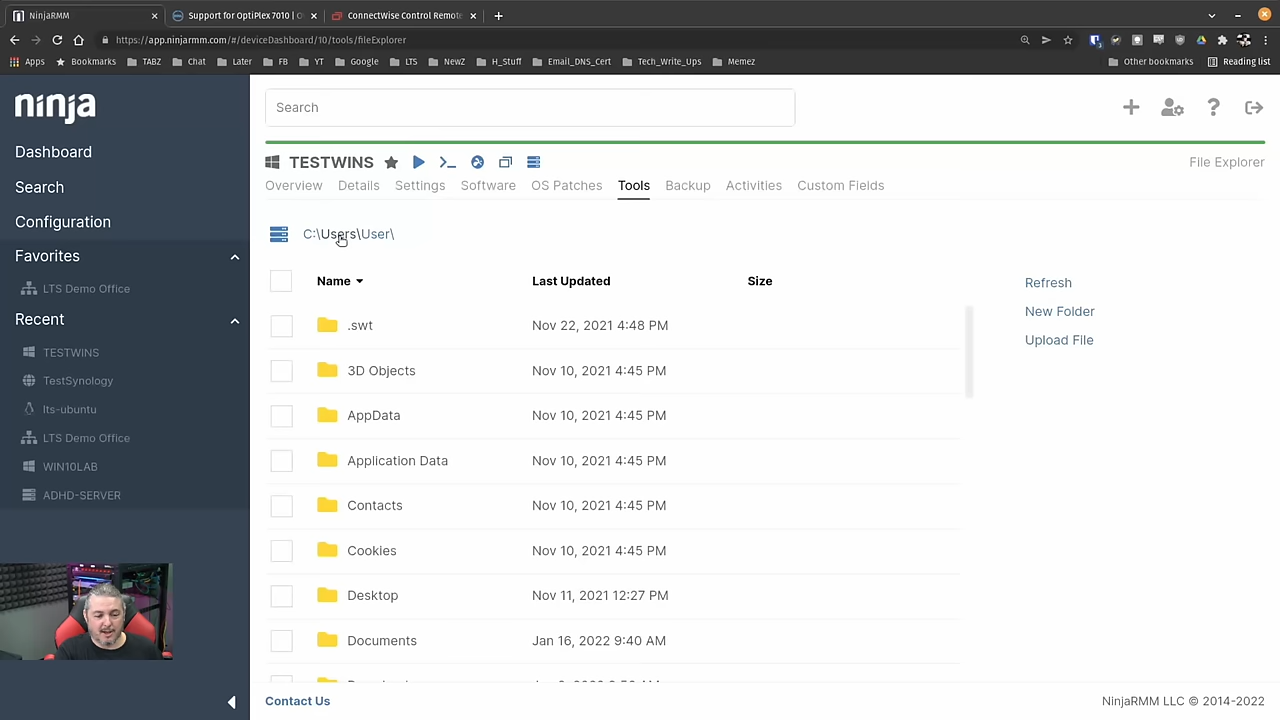 NinjaRMM
Support for OptiPlex 7010 |
ConnectWise Control Remote
https://app.ninjarmm.com/#/deviceDashboard/10/tools/fileExplorer
Apps Bookmarks TABZ Chat Later FB YT Google LTS NewZ H_Stuff Email_DNS_Cert Tech_Write_Ups Memez Other bookmarks Reading list
ninja
Search
Dashboard
Search
Configuration
Favorites
LTS Demo Office
Recent
TESTWINS
TestSynology
lts-ubuntu
LTS Demo Office
WIN10LAB
ADHD-SERVER
TESTWINS
File Explorer
Overview Details Settings Software OS Patches Tools Backup Activities Custom Fields
C:\Users\User\
Name Last Updated Size
.swt Nov 22, 2021 4:48 PM
3D Objects Nov 10, 2021 4:45 PM
AppData Nov 10, 2021 4:45 PM
Application Data Nov 10, 2021 4:45 PM
Contacts Nov 10, 2021 4:45 PM
Cookies Nov 10, 2021 4:45 PM
Desktop Nov 11, 2021 12:27 PM
Documents Jan 16, 2022 9:40 AM
Refresh
New Folder
Upload File
Contact Us
NinjaRMM LLC © 2014-2022